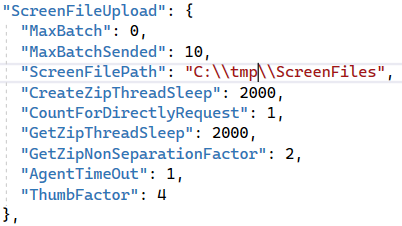 "ScreenFileUpload": {
"MaxBatch": 0,
"MaxBatchSended": 10,
"ScreenFilePath": "C:\\tmp\\ScreenFiles",
"CreateZipThreadSleep": 2000,
"CountForDirectlyRequest": 1,
"GetZipThreadSleep": 2000,
"GetZipNonSeparationFactor": 2,
"AgentTimeOut": 1,
"ThumbFactor": 4
},